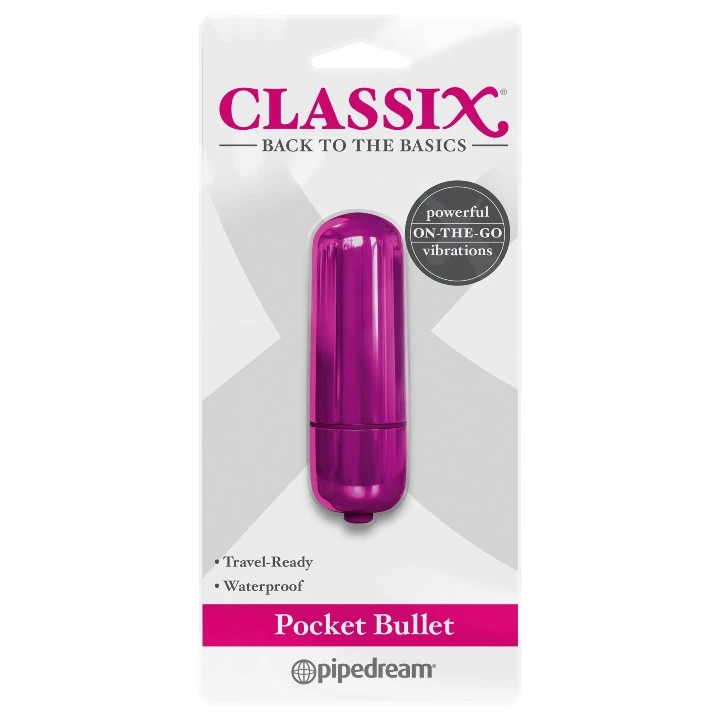 CLASSIX®
BACK TO THE BASICS
powerful
ON-THE-GO
vibrations
• Travel-Ready
• Waterproof
Pocket Bullet
pipedream®